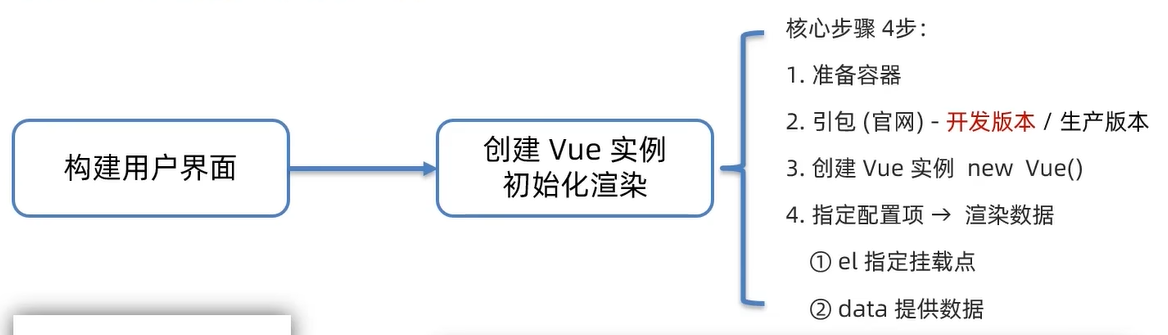 构建用户界面
创建 Vue 实例
初始化渲染
核心步骤 4步：
1. 准备容器
2. 引包 (官网) - 开发版本 / 生产版本
3. 创建 Vue 实例 new Vue()
4. 指定配置项 → 渲染数据
① el 指定挂载点
② data 提供数据